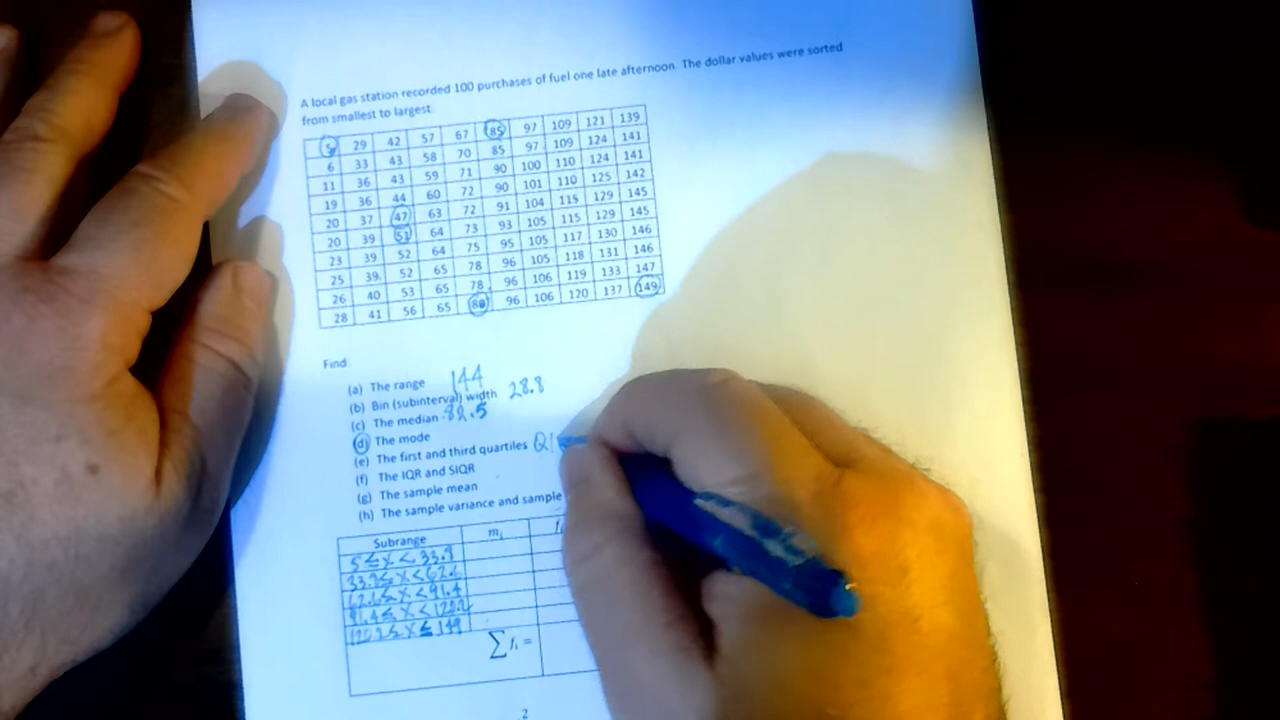 A local gas station recorded 100 purchases of fuel one late afternoon. The dollar values were sorted
from smallest to largest:
5 29 42 57 67 85 97 109 121 139
6 33 43 58 70 85 97 109 124 141
11 36 43 59 71 90 100 110 124 141
19 36 44 60 72 90 101 110 125 142
20 37 47 63 72 91 104 115 129 145
20 39 51 64 73 93 105 115 129 145
23 39 52 64 75 95 105 117 130 146
25 39 52 65 78 96 105 118 131 146
26 40 53 65 78 96 106 119 133 147
28 41 56 65 80 96 106 120 137 149
Find:
(a) The range 144
(b) Bin (subinterval) width 28.8
(c) The median 82.5
(d) The mode
(e) The first and third quartiles Q1
(f) The IQR and SIQR
(g) The sample mean
(h) The sample variance and sample
Subrange mᵢ
5 ≤ X < 33.8
33.8 ≤ X < 62.6
62.6 ≤ X < 91.4
91.4 ≤ X < 120.2
120.2 ≤ X ≤ 149
∑ fᵢ =
2